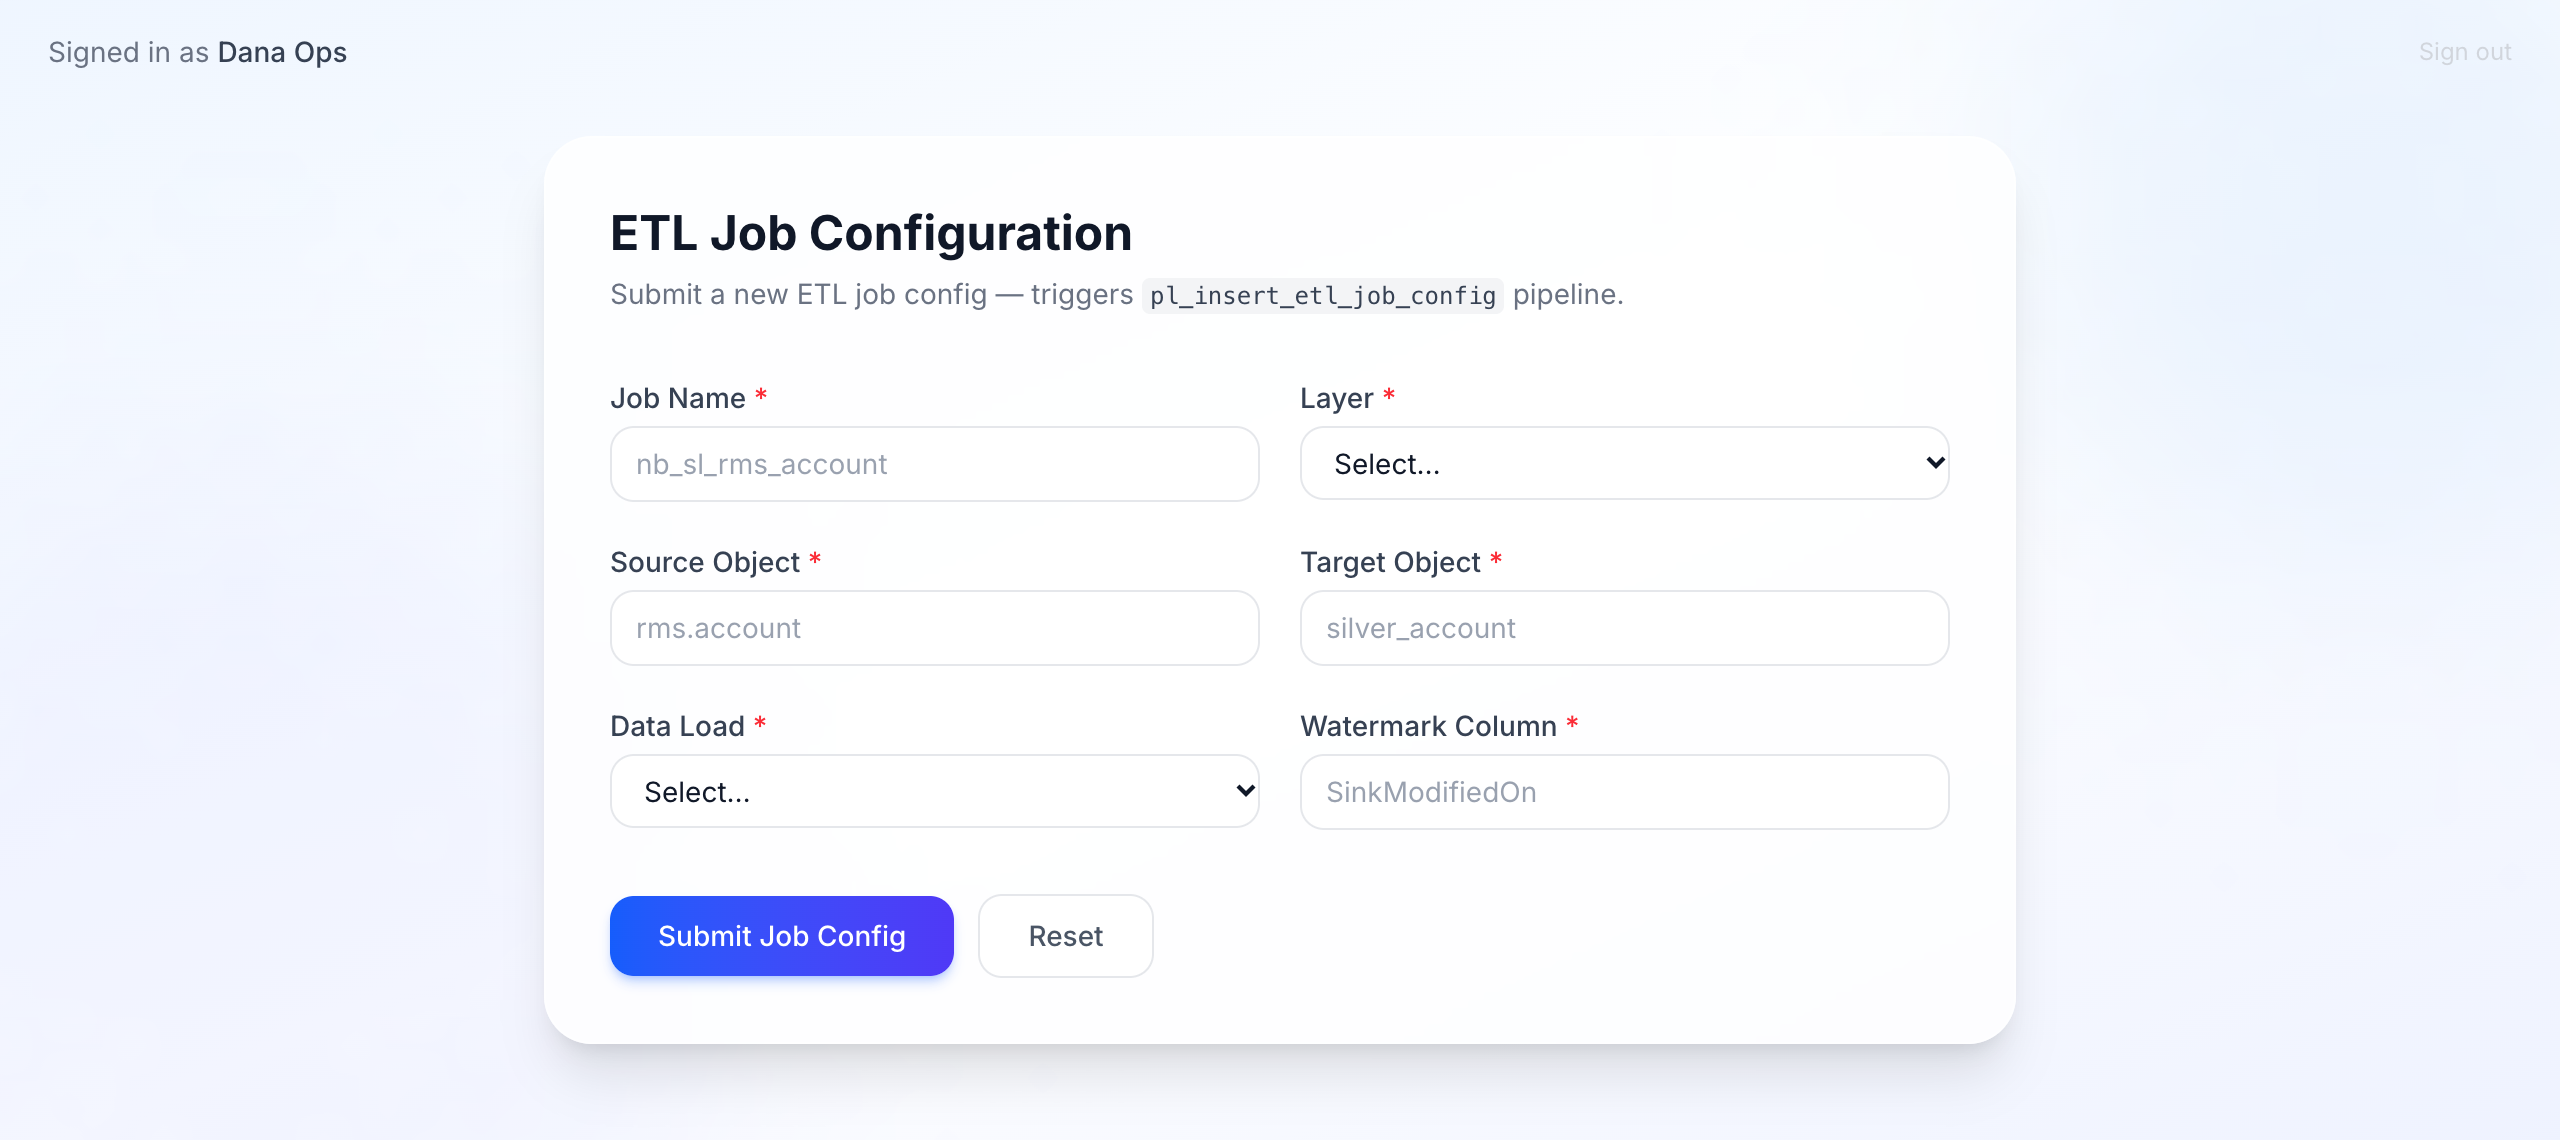 Signed in as Dana Ops
Sign out
ETL Job Configuration
Submit a new ETL job config — triggers pl_insert_etl_job_config pipeline.
Job Name *
Layer *
nb_sl_rms_account
Select...
Source Object *
Target Object *
rms.account
silver_account
Data Load *
Watermark Column *
Select...
SinkModifiedOn
Submit Job Config
Reset